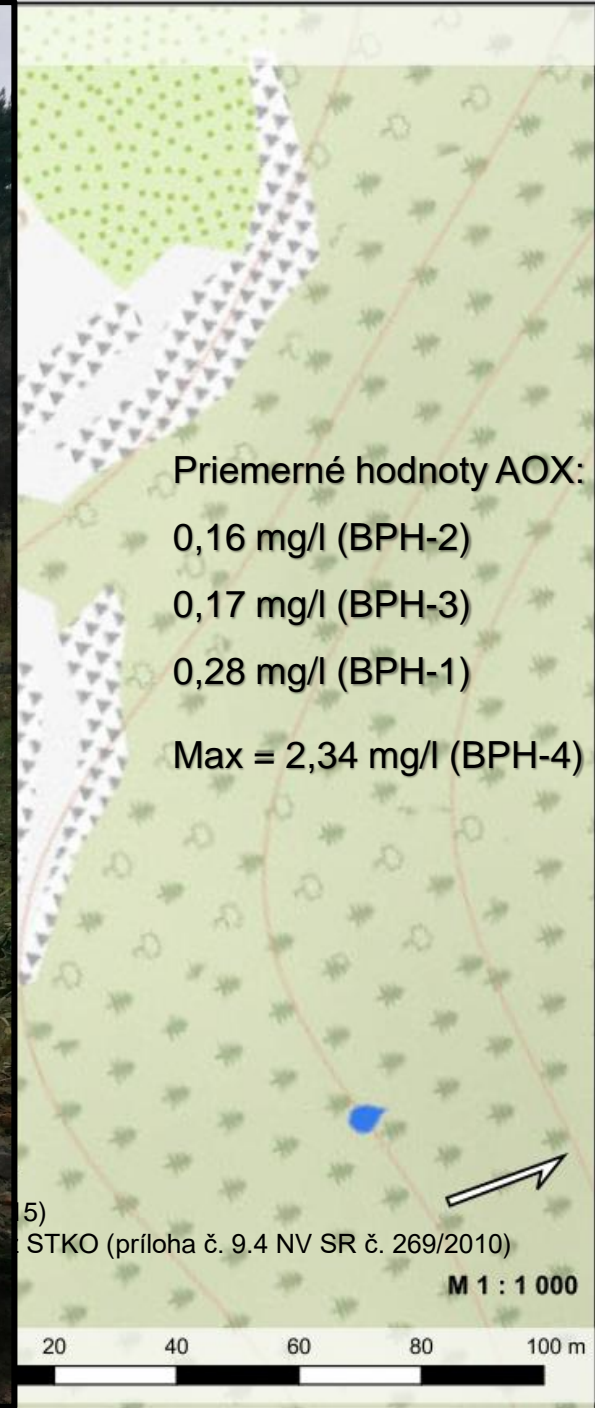 Priemerné hodnoty AOX:
0,16 mg/l (BPH-2)
0,17 mg/l (BPH-3)
0,28 mg/l (BPH-1)
Max = 2,34 mg/l (BPH-4)
15)
STKO (príloha č. 9.4 NV SR č. 269/2010)
M 1 : 1 000
20 40 60 80 100 m